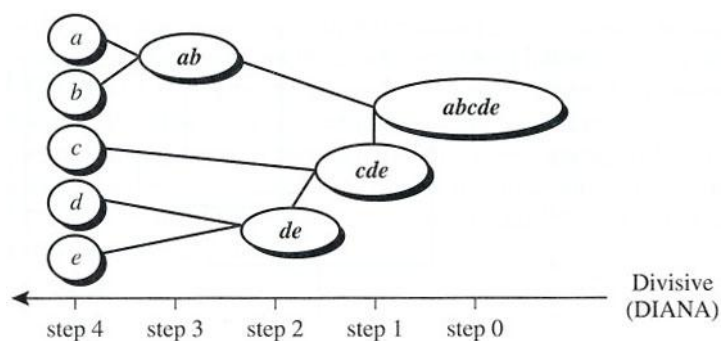 a
ab
b
abcde
c
cde
d
de
e
Divisive
(DIANA)
step 4 step 3 step 2 step 1 step 0